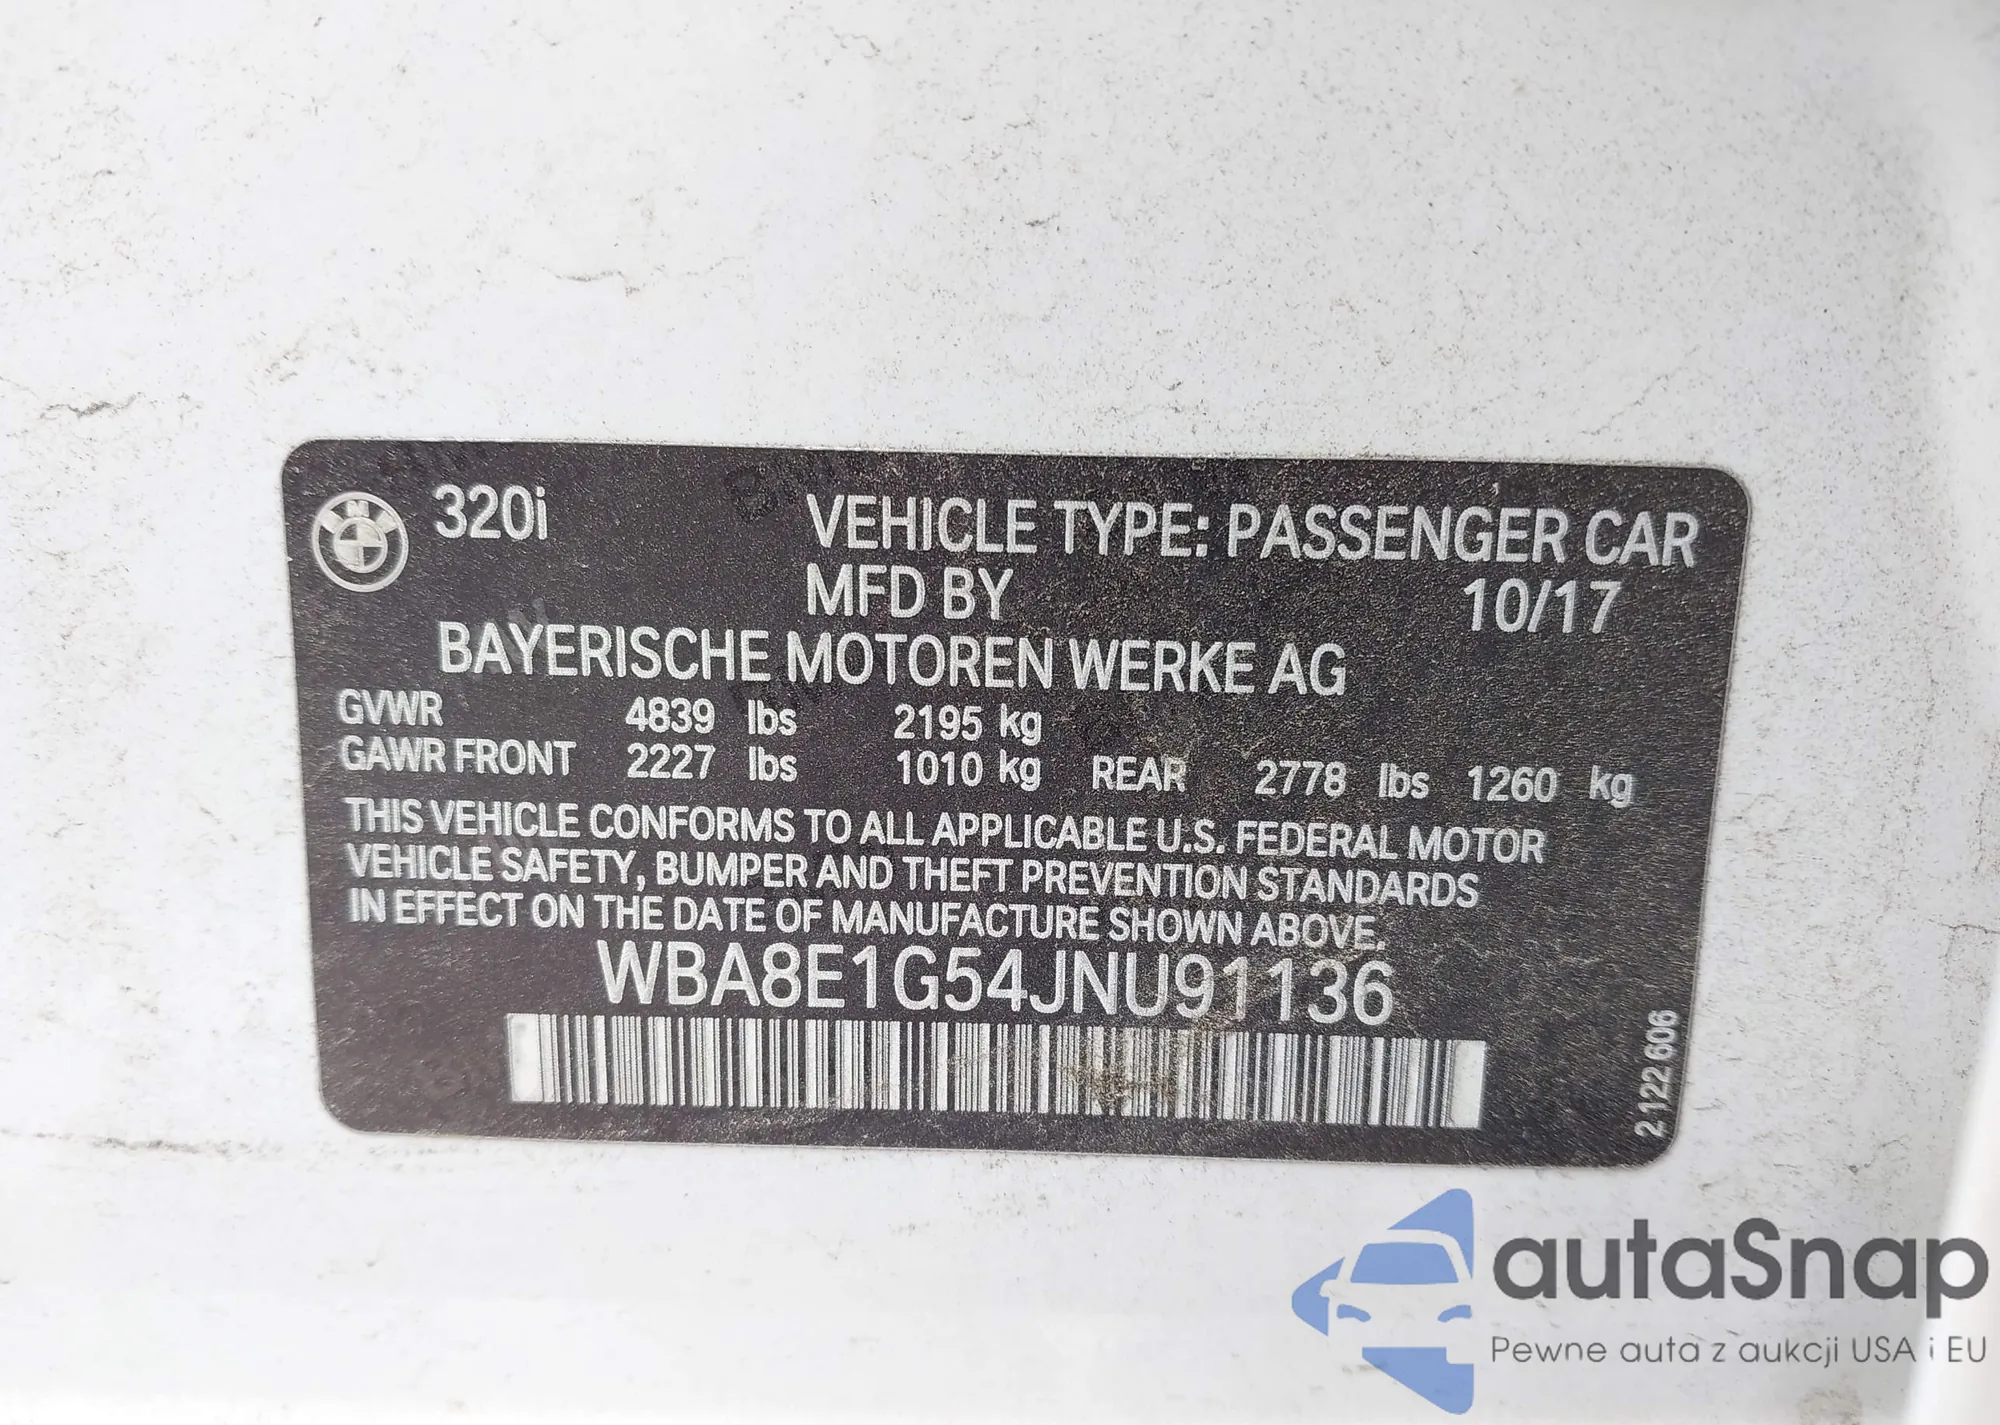 320i
VEHICLE TYPE: PASSENGER CAR
MFD BY 10/17
BAYERISCHE MOTOREN WERKE AG
GVWR 4839 lbs 2195 kg
GAWR FRONT 2227 lbs 1010 kg REAR 2778 lbs 1260 kg
THIS VEHICLE CONFORMS TO ALL APPLICABLE U.S. FEDERAL MOTOR
VEHICLE SAFETY, BUMPER AND THEFT PREVENTION STANDARDS
IN EFFECT ON THE DATE OF MANUFACTURE SHOWN ABOVE.
WBA8E1G54JNU91136
2 122 606
autaSnap
Pewne auta z aukcji USA i EU